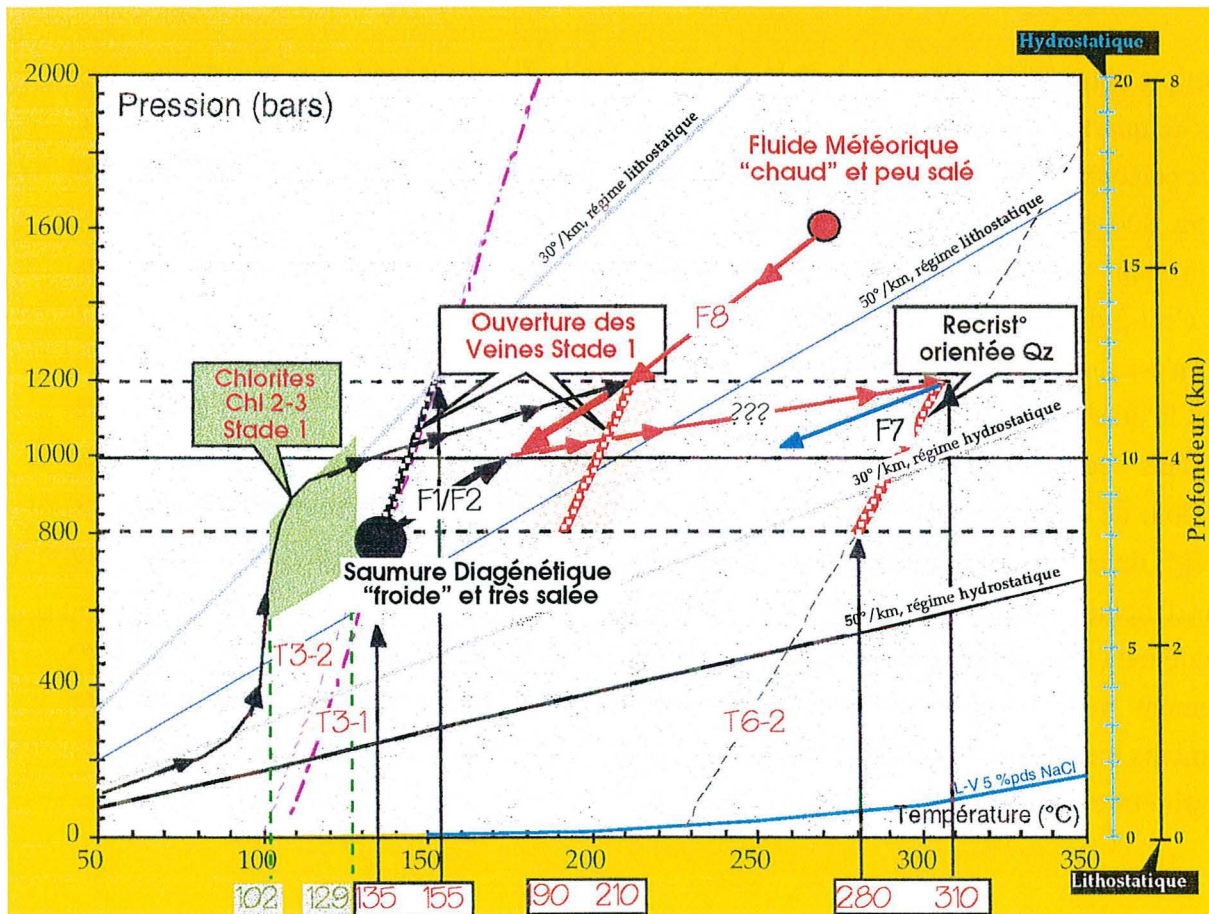 Hydrostatique
2000
1600
1200
1000
800
400
0
Pression (bars)
30°/km, régime lithostatique
Fluide Météorique
"chaud" et peu salé
50°/km, régime lithostatique
F8
Ouverture des
Veines Stade 1
Recrist°
orientée Qz
Chlorites
Chl 2-3
Stade 1
???
F7
F1/F2
30°/km, régime hydrostatique
Saumure Diagénétique
"froide" et très salée
50°/km, régime hydrostatique
T3-2
T3-1
T6-2
L-V 5 %pds NaCl
Température (°C)
20
15
10
5
0
8
6
4
2
0
Profondeur (km)
50
100
150
200
250
300
350
Lithostatique
102
129
135
155
90
210
280
310